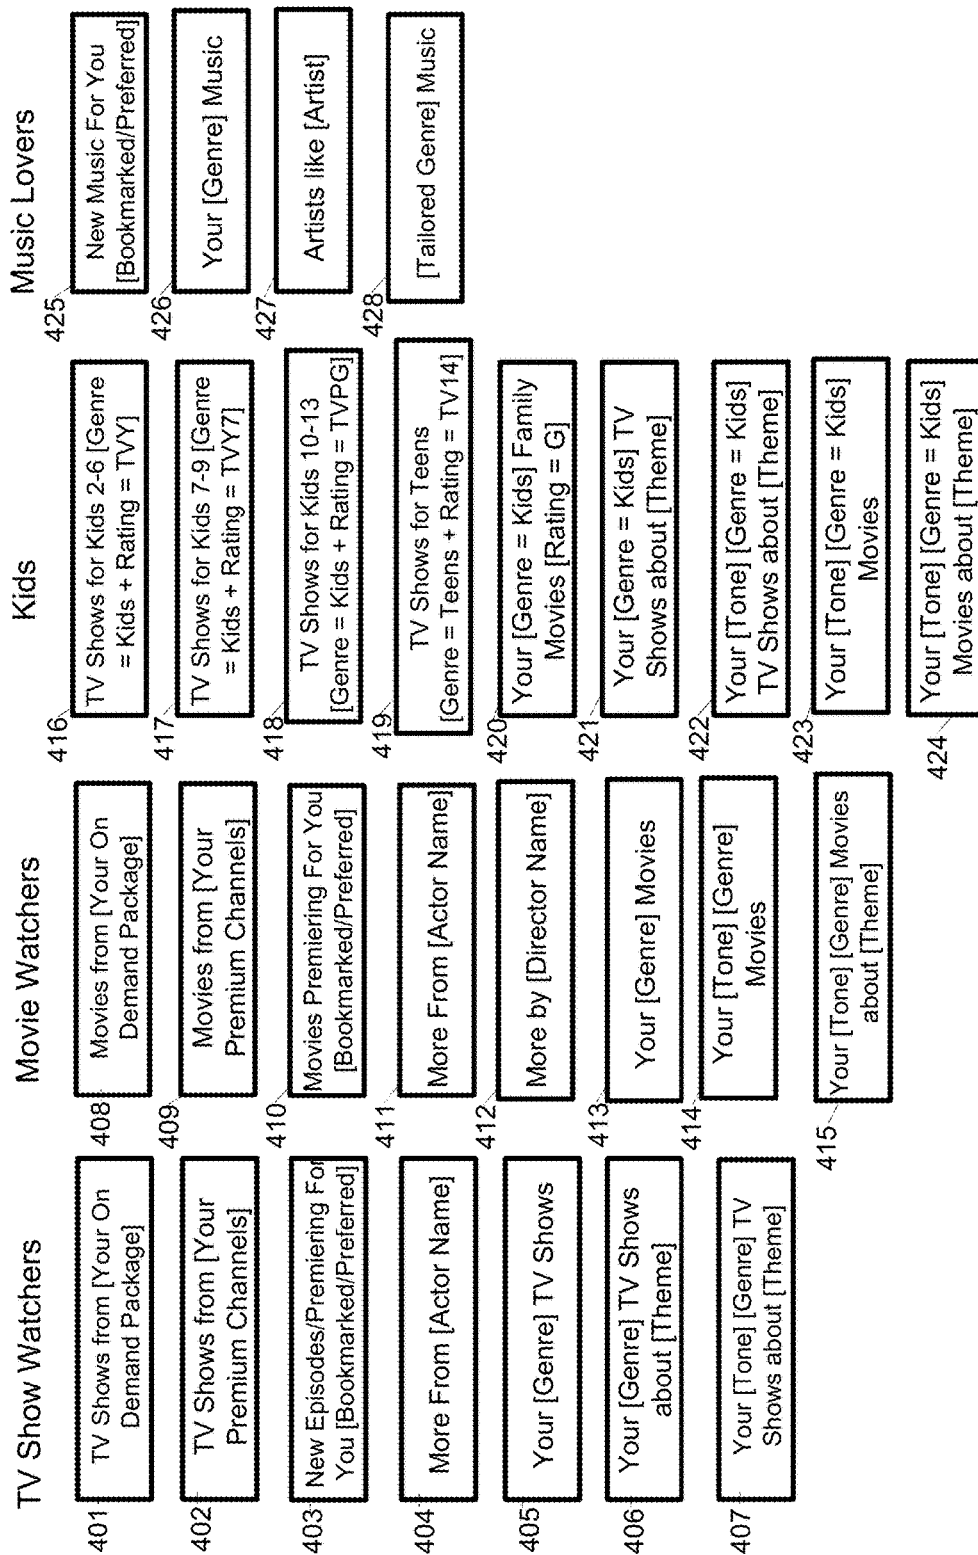 TV Show Watchers
401
TV Shows from [Your On
Demand Package]
402
TV Shows from [Your
Premium Channels]
403
New Episodes/Premiering For
You [Bookmarked/Preferred]
404
More From [Actor Name]
405
Your [Genre] TV Shows
406
Your [Genre] TV Shows
about [Theme]
407
Your [Tone] [Genre] TV
Shows about [Theme]
Movie Watchers
408
Movies from [Your On
Demand Package]
409
Movies from [Your
Premium Channels]
410
Movies Premiering For You
[Bookmarked/Preferred]
411
More From [Actor Name]
412
More by [Director Name]
413
Your [Genre] Movies
414
Your [Tone] [Genre]
Movies
415
Your [Tone] [Genre] Movies
about [Theme]
Kids
416
TV Shows for Kids 2-6 [Genre
= Kids + Rating = TVY]
417
TV Shows for Kids 7-9 [Genre
= Kids + Rating = TVY7]
418
TV Shows for Kids 10-13
[Genre = Kids + Rating = TVPG]
419
TV Shows for Teens
[Genre = Teens + Rating = TV14]
420
Your [Genre = Kids] Family
Movies [Rating = G]
421
Your [Genre = Kids] TV
Shows about [Theme]
422
Your [Tone] [Genre = Kids]
TV Shows about [Theme]
423
Your [Tone] [Genre = Kids]
Movies
424
Your [Tone] [Genre = Kids]
Movies about [Theme]
Music Lovers
425
New Music For You
[Bookmarked/Preferred]
426
Your [Genre] Music
427
Artists like [Artist]
428
[Tailored Genre] Music